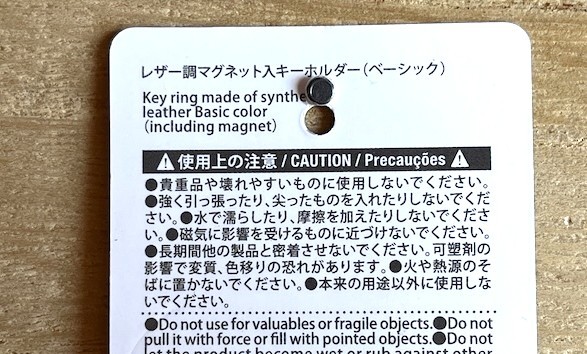 レザー調マグネット入キーホルダー（ベーシック）
Key ring made of synthe
leather Basic color
(including magnet)
使用上の注意 / CAUTION / Precauções
●貴重品や壊れやすいものに使用しないでください。
●強く引っ張ったり、尖ったものを入れたりしないでくだ
さい。●水で濡らしたり、摩擦を加えたりしないでくださ
い。●磁気に影響を受けるものに近づけないでください。
●長期間他の製品と密着させないでください。可塑剤の
影響で変質、色移りの恐れがあります。●火や熱源のそ
ばに置かないでください。●本来の用途以外に使用しな
いでください。
●Do not use for valuables or fragile objects.●Do not
pull it with force or fill with pointed objects.●Do not
let the product become wet or rub against other